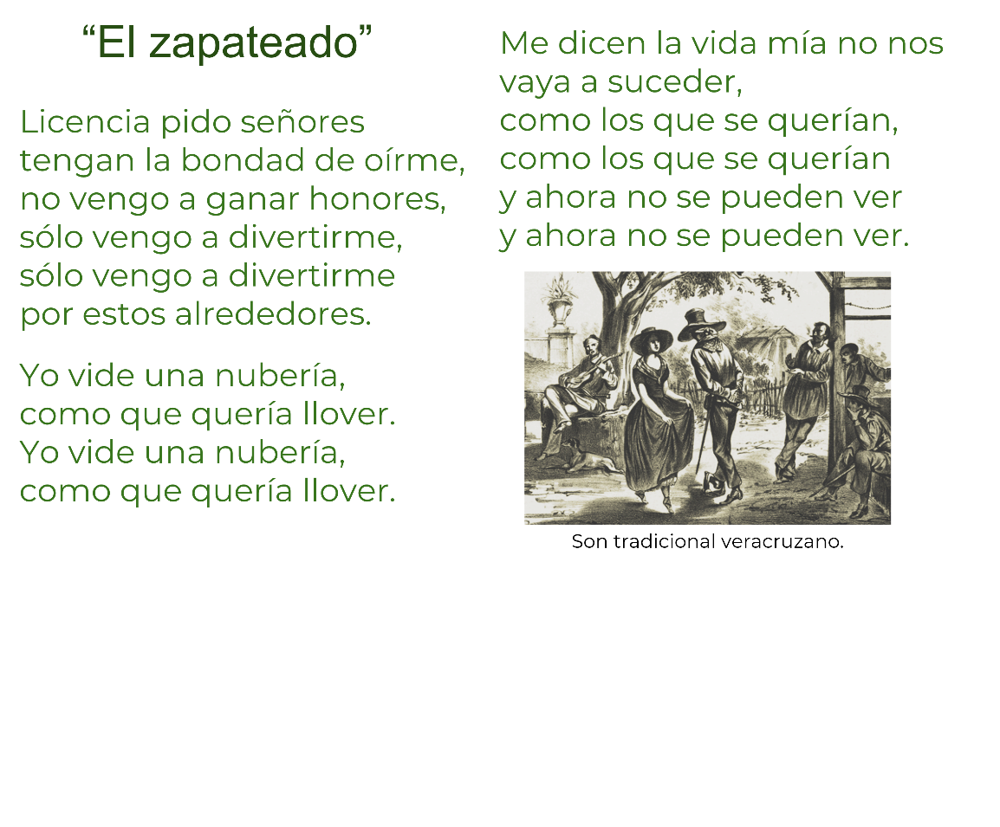 “El zapateado”
Licencia pido señores
tengan la bondad de oírme,
no vengo a ganar honores,
sólo vengo a divertirme,
sólo vengo a divertirme
por estos alrededores.
Yo vide una nubería,
como que quería llover.
Yo vide una nubería,
como que quería llover.
Me dicen la vida mía no nos
vaya a suceder,
como los que se querían,
como los que se querían
y ahora no se pueden ver
y ahora no se pueden ver.
Son tradicional veracruzano.